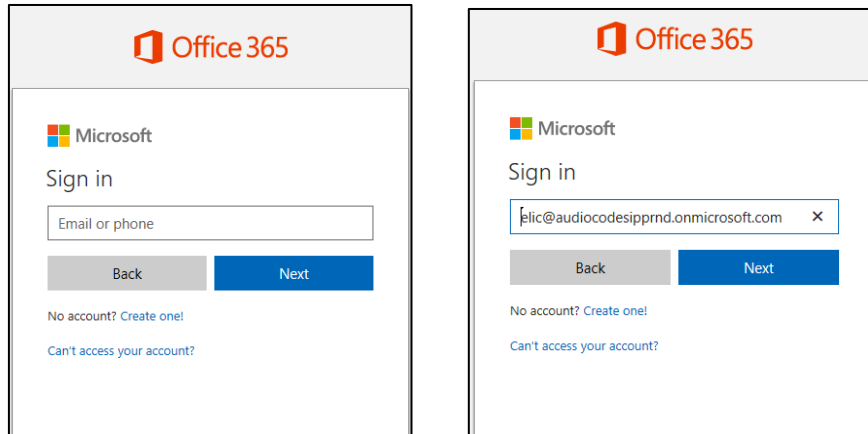 Office 365
Microsoft
Sign in
Email or phone
Back Next
No account? Create one!
Can't access your account?
Office 365
Microsoft
Sign in
elic@audiocodesipprnd.onmicrosoft.com ×
Back Next
No account? Create one!
Can't access your account?